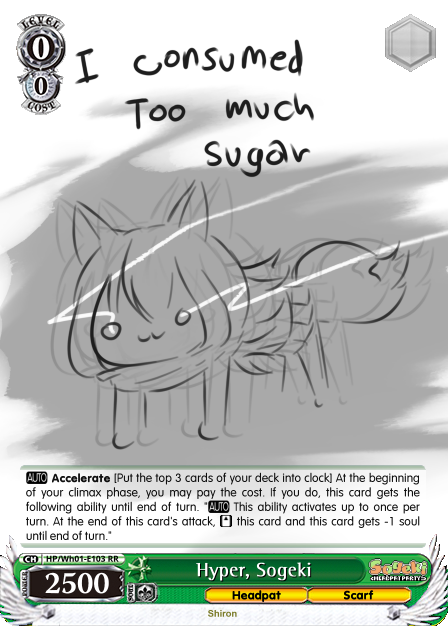 LEVEL
0
0
COST
I consumed
Too much
sugar
AUTO Accelerate [Put the top 3 cards of your deck into clock] At the beginning
of your climax phase, you may pay the cost. If you do, this card gets the
following ability until end of turn. "AUTO This ability activates up to once per
turn. At the end of this card's attack, this card and this card gets -1 soul
until end of turn."
CH HP/Wh01-E103 RR
POWER 2500 SOUL
Hyper, Sogeki
Sogeki
HEADPAT PARTY
Headpat Scarf
Shiron